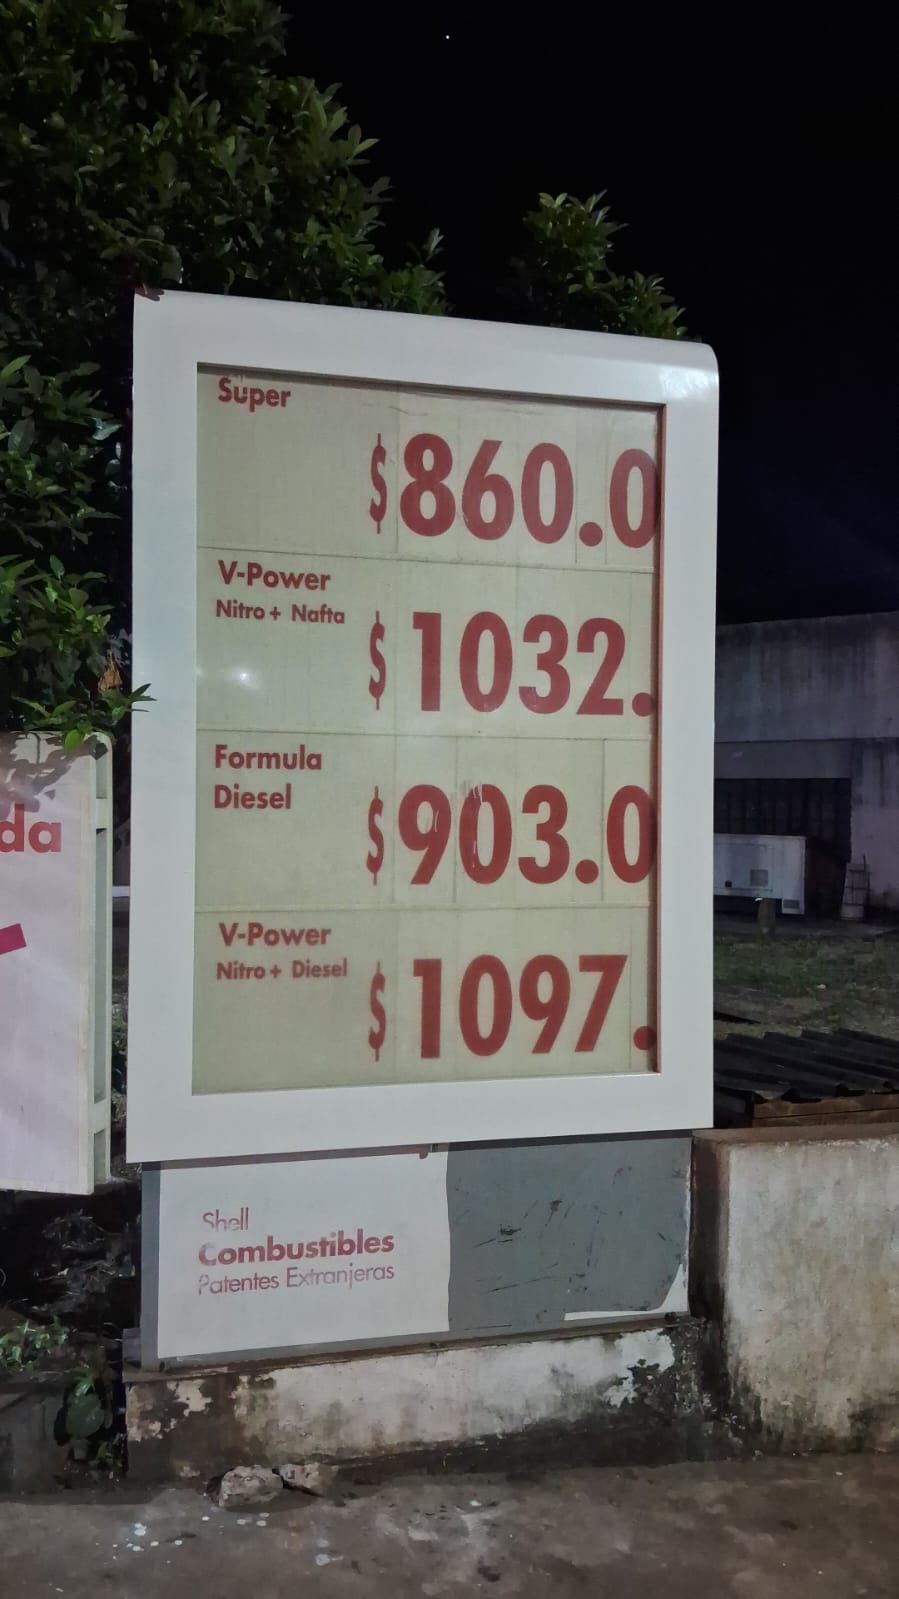 Super
$ 860.0
V-Power
Nitro + Nafta
$ 1032.
Formula
Diesel
$ 903.0
V-Power
Nitro + Diesel
$ 1097.
da
Shell
Combustibles
Patentes Extranjeras